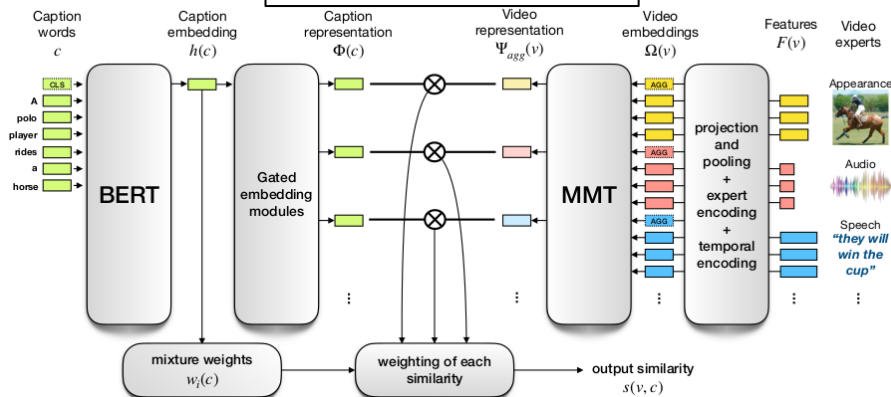 Caption words
c
Caption embedding
h(c)
Caption representation
Φ(c)
Video representation
Ψ_agg(v)
Video embeddings
Ω(v)
Features
F(v)
Video experts
CLS
A
polo
player
rides
a
horse
BERT
Gated
embedding
modules
MMT
AGG
AGG
AGG
projection
and
pooling
+
expert
encoding
+
temporal
encoding
Appearance
Audio
Speech
“they will
win the
cup”
⋮
⋮
⋮
⋮
mixture weights
w_i(c)
weighting of each
similarity
output similarity
s(v, c)